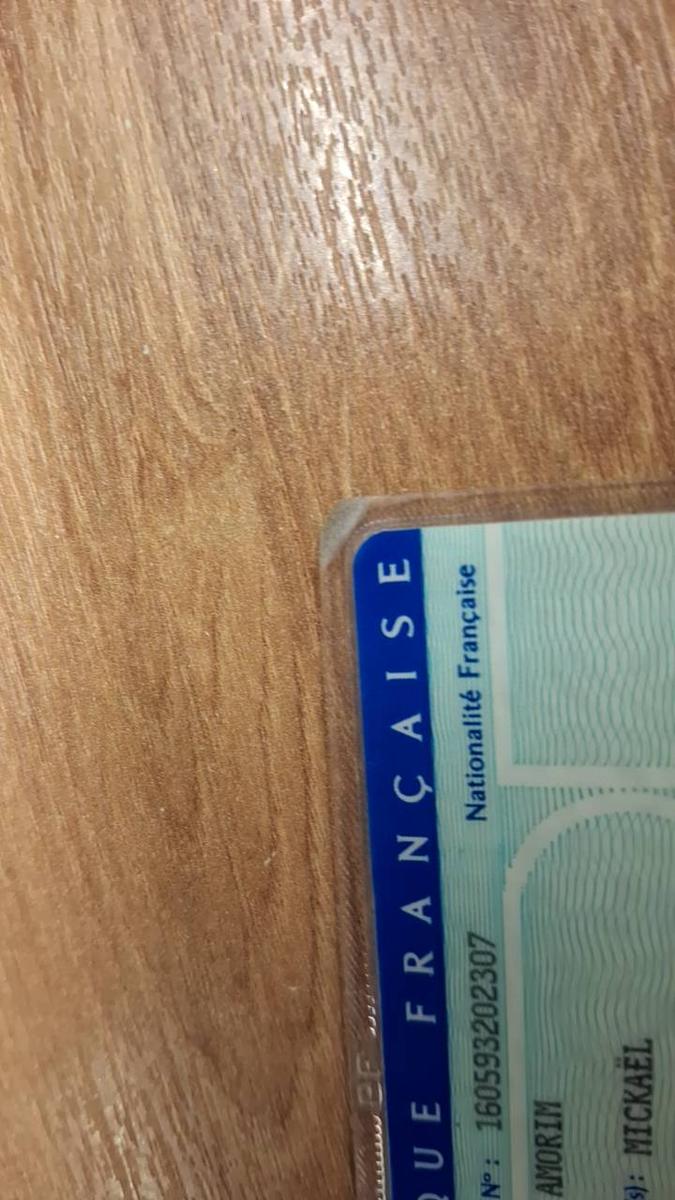 QUE FRANÇAISE
Nationalité Française
N° : 160593202307
AMORIM
s): MICKAËL